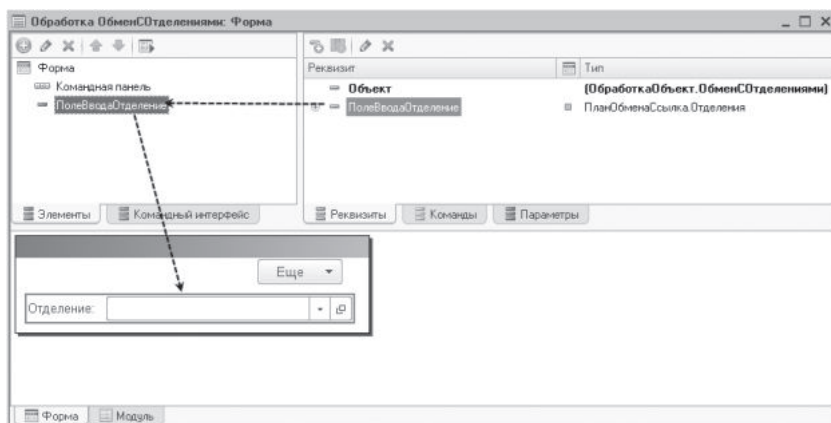 Обработка ОбменСОтделениями: Форма
Форма
Командная панель
ПолеВводаОтделение
Элементы
Командный интерфейс
Реквизит
Тип
Объект
(ОбработкаОбъект.ОбменСОтделениями)
ПолеВводаОтделение
ПланОбменаСсылка.Отделения
Реквизиты
Команды
Параметры
Еще
Отделение:
Форма
Модуль